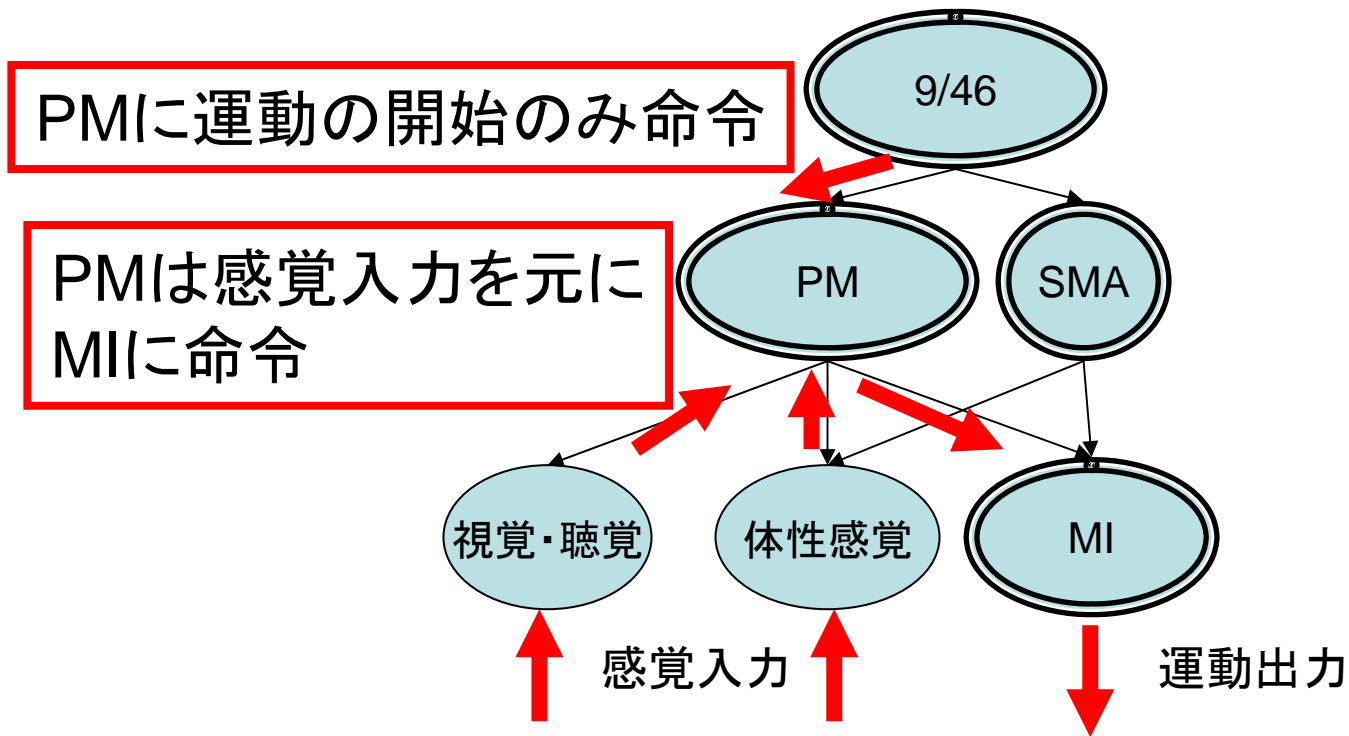 9/46
PMに運動の開始のみ命令
PMは感覚入力を元に
MIに命令
PM
SMA
視覚・聴覚
体性感覚
MI
感覚入力
運動出力